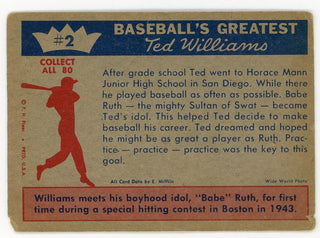 #2
BASEBALL'S GREATEST
Ted Williams
COLLECT
ALL 80
After grade school Ted went to Horace Mann
Junior High School in San Diego. While there
he played baseball as often as possible. Babe
Ruth — the mighty Sultan of Swat — became
Ted's idol. This helped Ted to decide to make
baseball his career. Ted dreamed and hoped
he might be as great a player as Ruth. Practice—
practice — practice was the key to this
goal.
All Card Data by E. Mifflin
Wide World Photo
Williams meets his boyhood idol, "Babe" Ruth, for first
time during a special hitting contest in Boston in 1943.